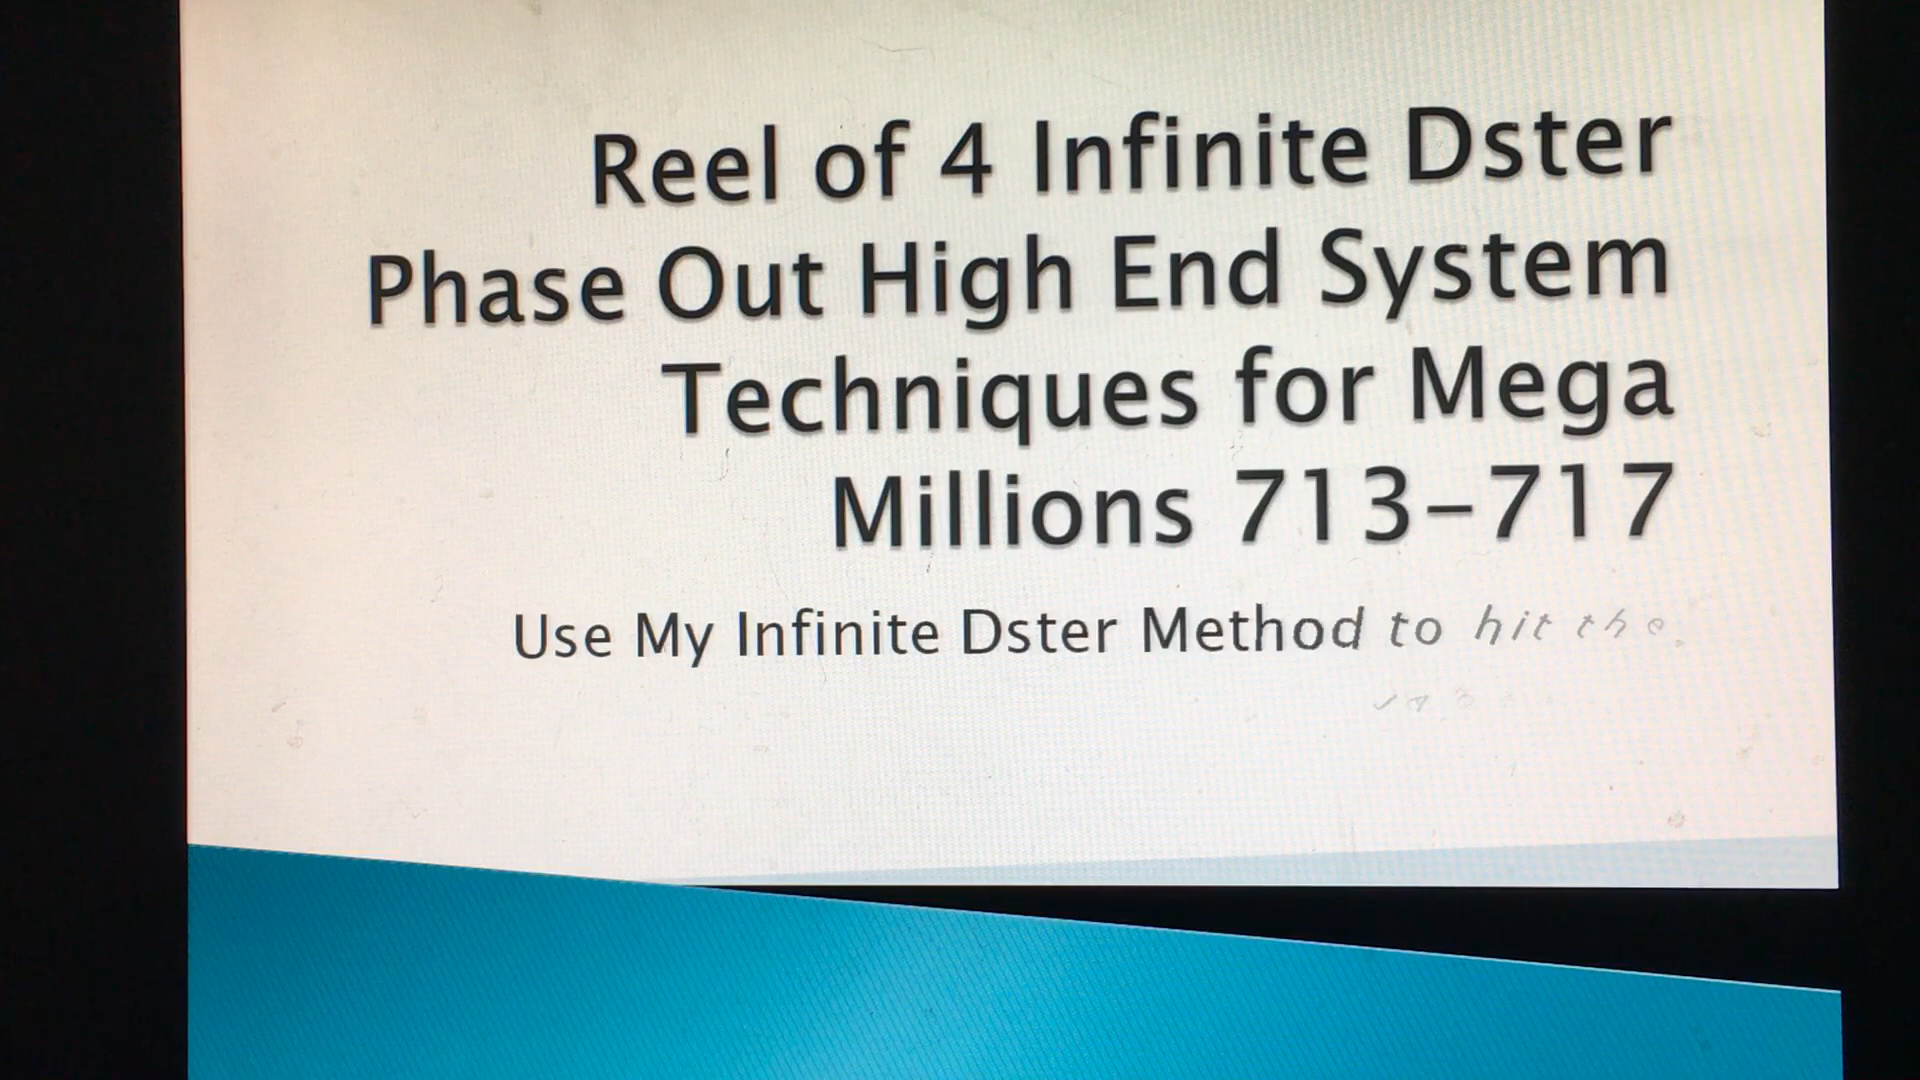 Reel of 4 Infinite Dster
Phase Out High End System
Techniques for Mega
Millions 713-717
Use My Infinite Dster Method to hit the